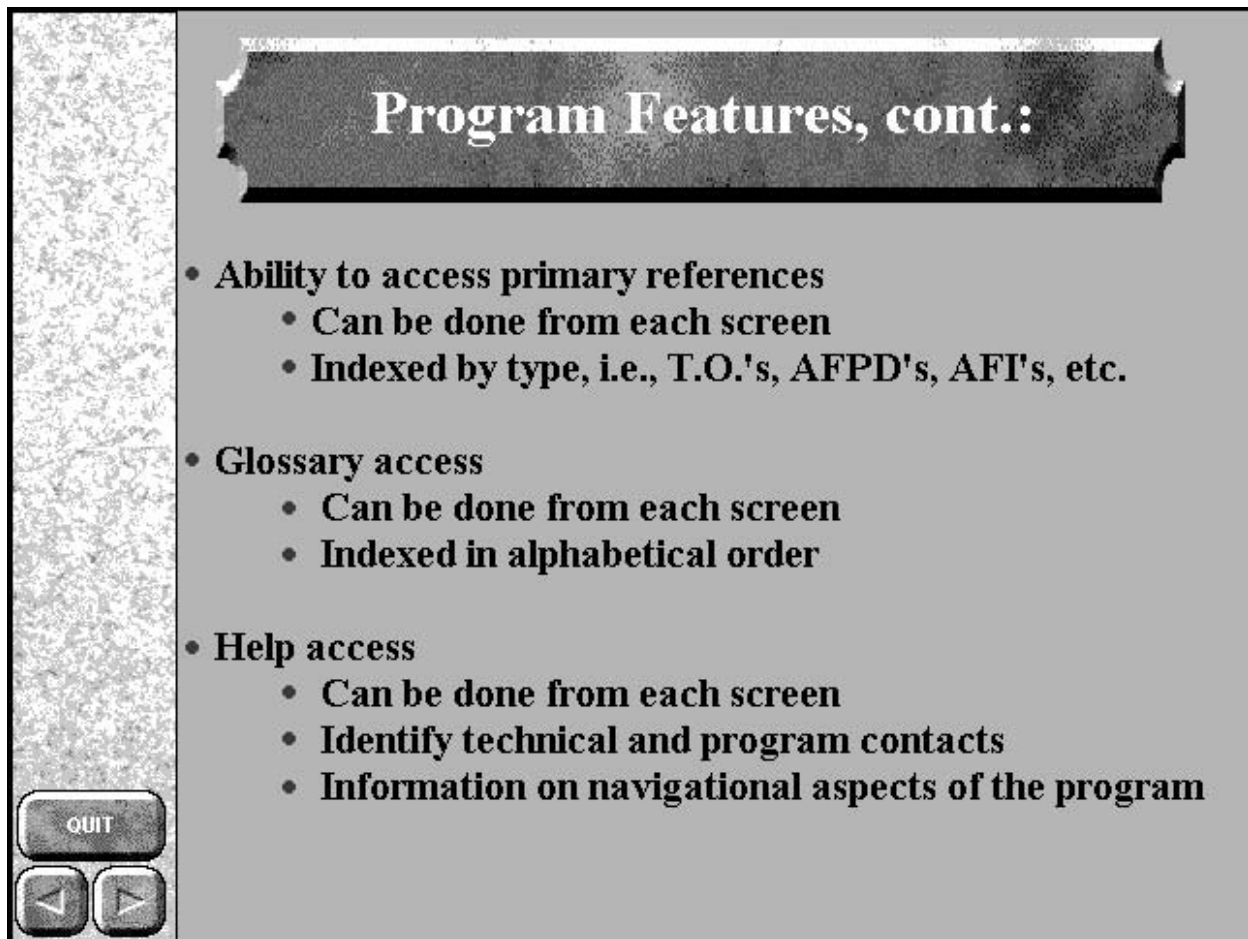 Program Features, cont.:
• Ability to access primary references
• Can be done from each screen
• Indexed by type, i.e., T.O.'s, AFPD's, AFI's, etc.
• Glossary access
• Can be done from each screen
• Indexed in alphabetical order
• Help access
• Can be done from each screen
• Identify technical and program contacts
• Information on navigational aspects of the program
QUIT